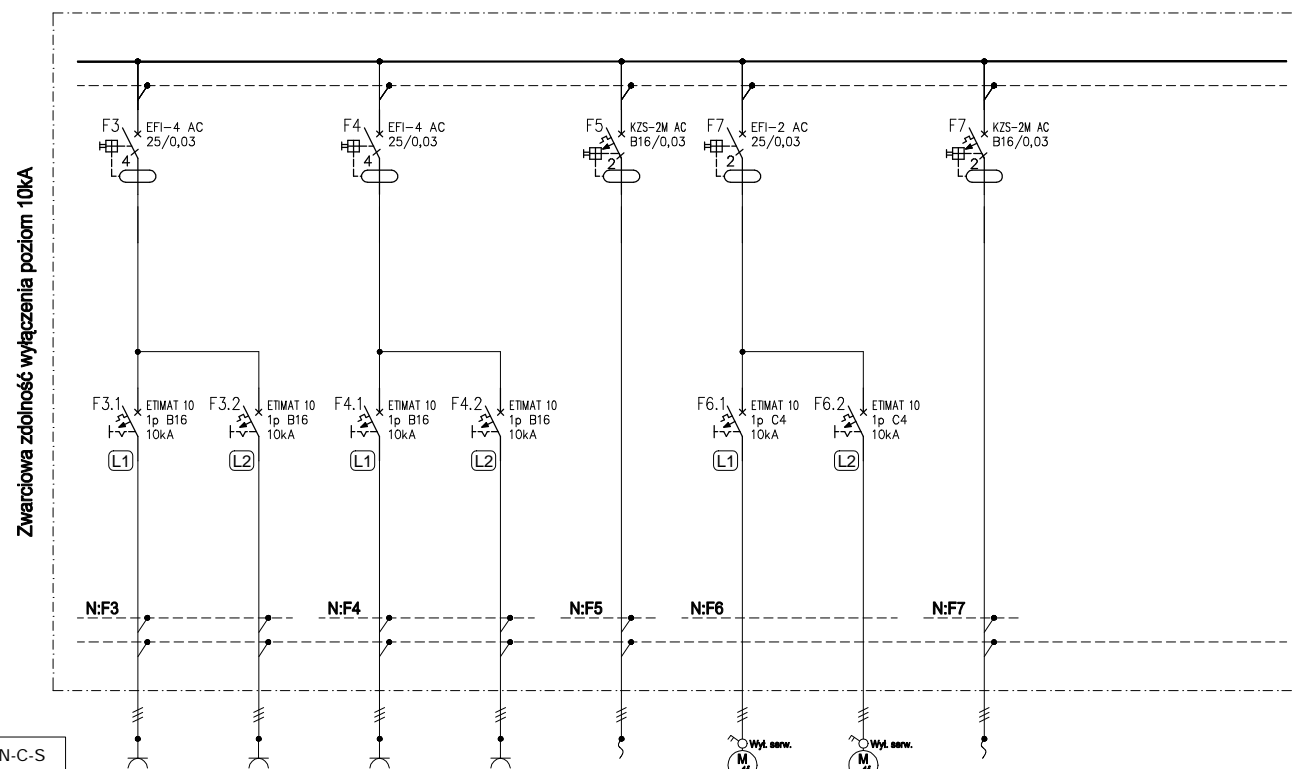 Zwarciowa zdolność wyłączenia poziom 10kA
F3 EFI-4 AC
25/0,03
4
F4 EFI-4 AC
25/0,03
4
F5 KZS-2M AC
B16/0,03
2
F7 EFI-2 AC
25/0,03
2
F7 KZS-2M AC
B16/0,03
2
F3.1 ETIMAT 10
1p B16
10kA
L1
F3.2 ETIMAT 10
1p B16
10kA
L2
F4.1 ETIMAT 10
1p B16
10kA
L1
F4.2 ETIMAT 10
1p B16
10kA
L2
F6.1 ETIMAT 10
1p C4
10kA
L1
F6.2 ETIMAT 10
1p C4
10kA
L2
N:F3
N:F4
N:F5
N:F6
N:F7
N-C-S
Wył. serw.
M
Wył. serw.
M